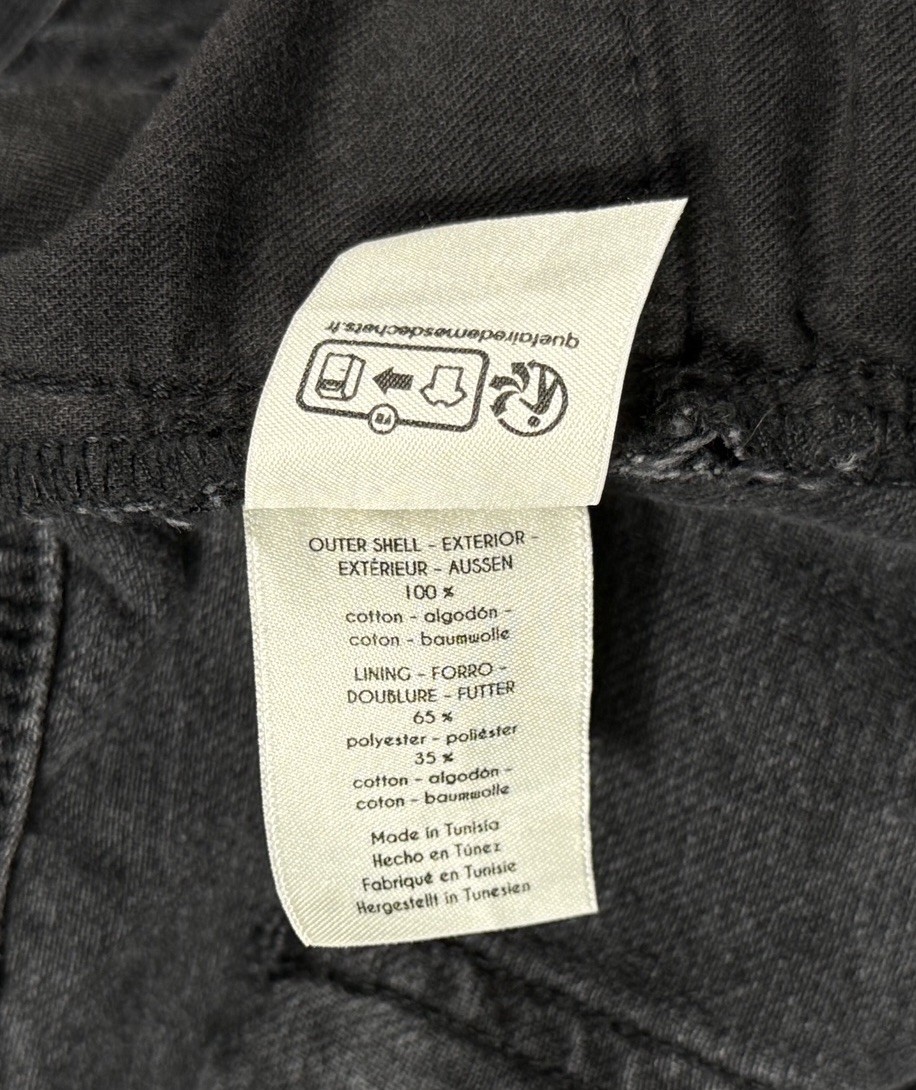 quefairedemesdechets.fr
FR
OUTER SHELL - EXTERIOR -
EXTÉRIEUR - AUSSEN
100 %
cotton - algodón -
coton - baumwolle
LINING - FORRO -
DOUBLURE - FUTTER
65 %
polyester - poliéster
35 %
cotton - algodón -
coton - baumwolle
Made in Tunisia
Hecho en Túnez
Fabriqué en Tunisie
Hergestellt in Tunesien